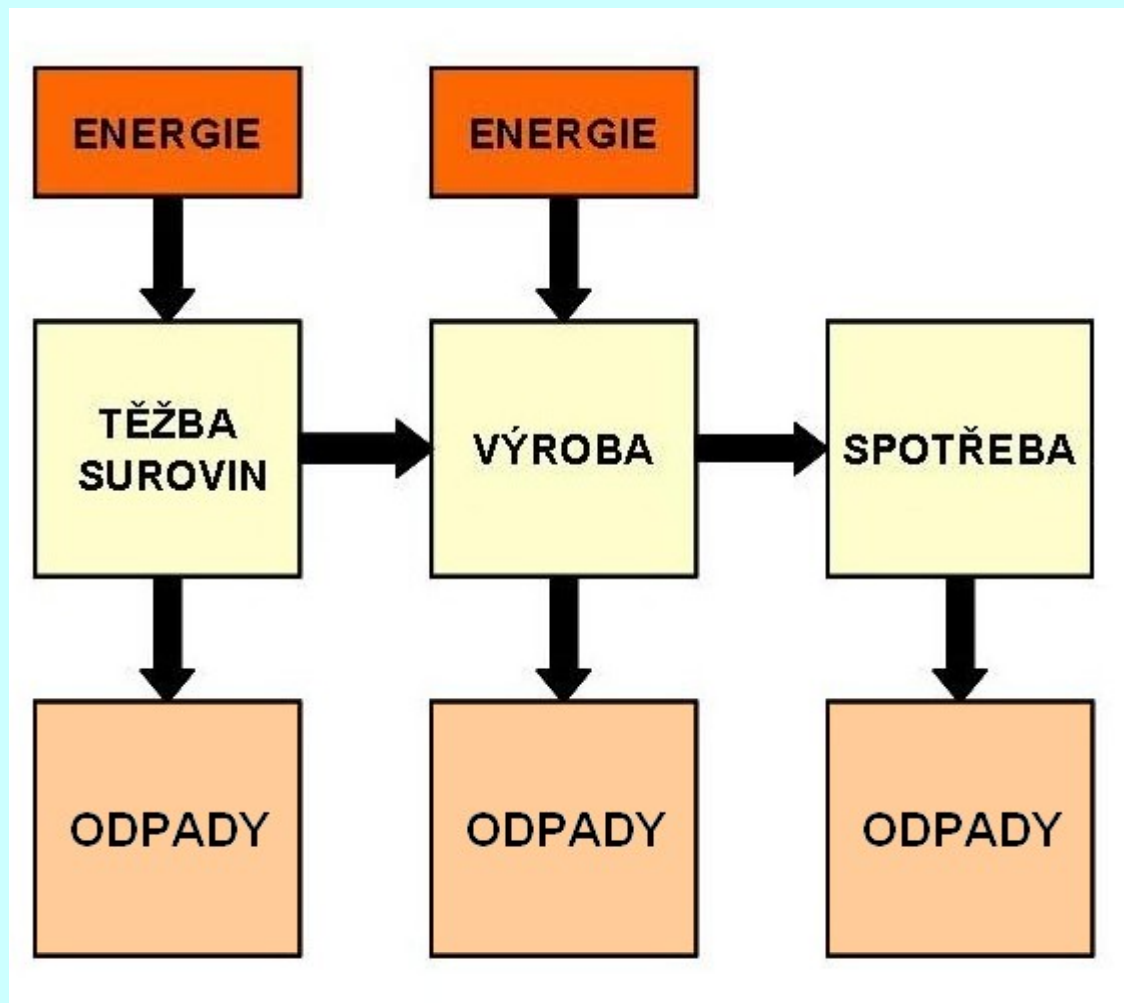 ENERGIE
ENERGIE
TĚŽBA
SUROVIN
VÝROBA
SPOTŘEBA
ODPADY
ODPADY
ODPADY